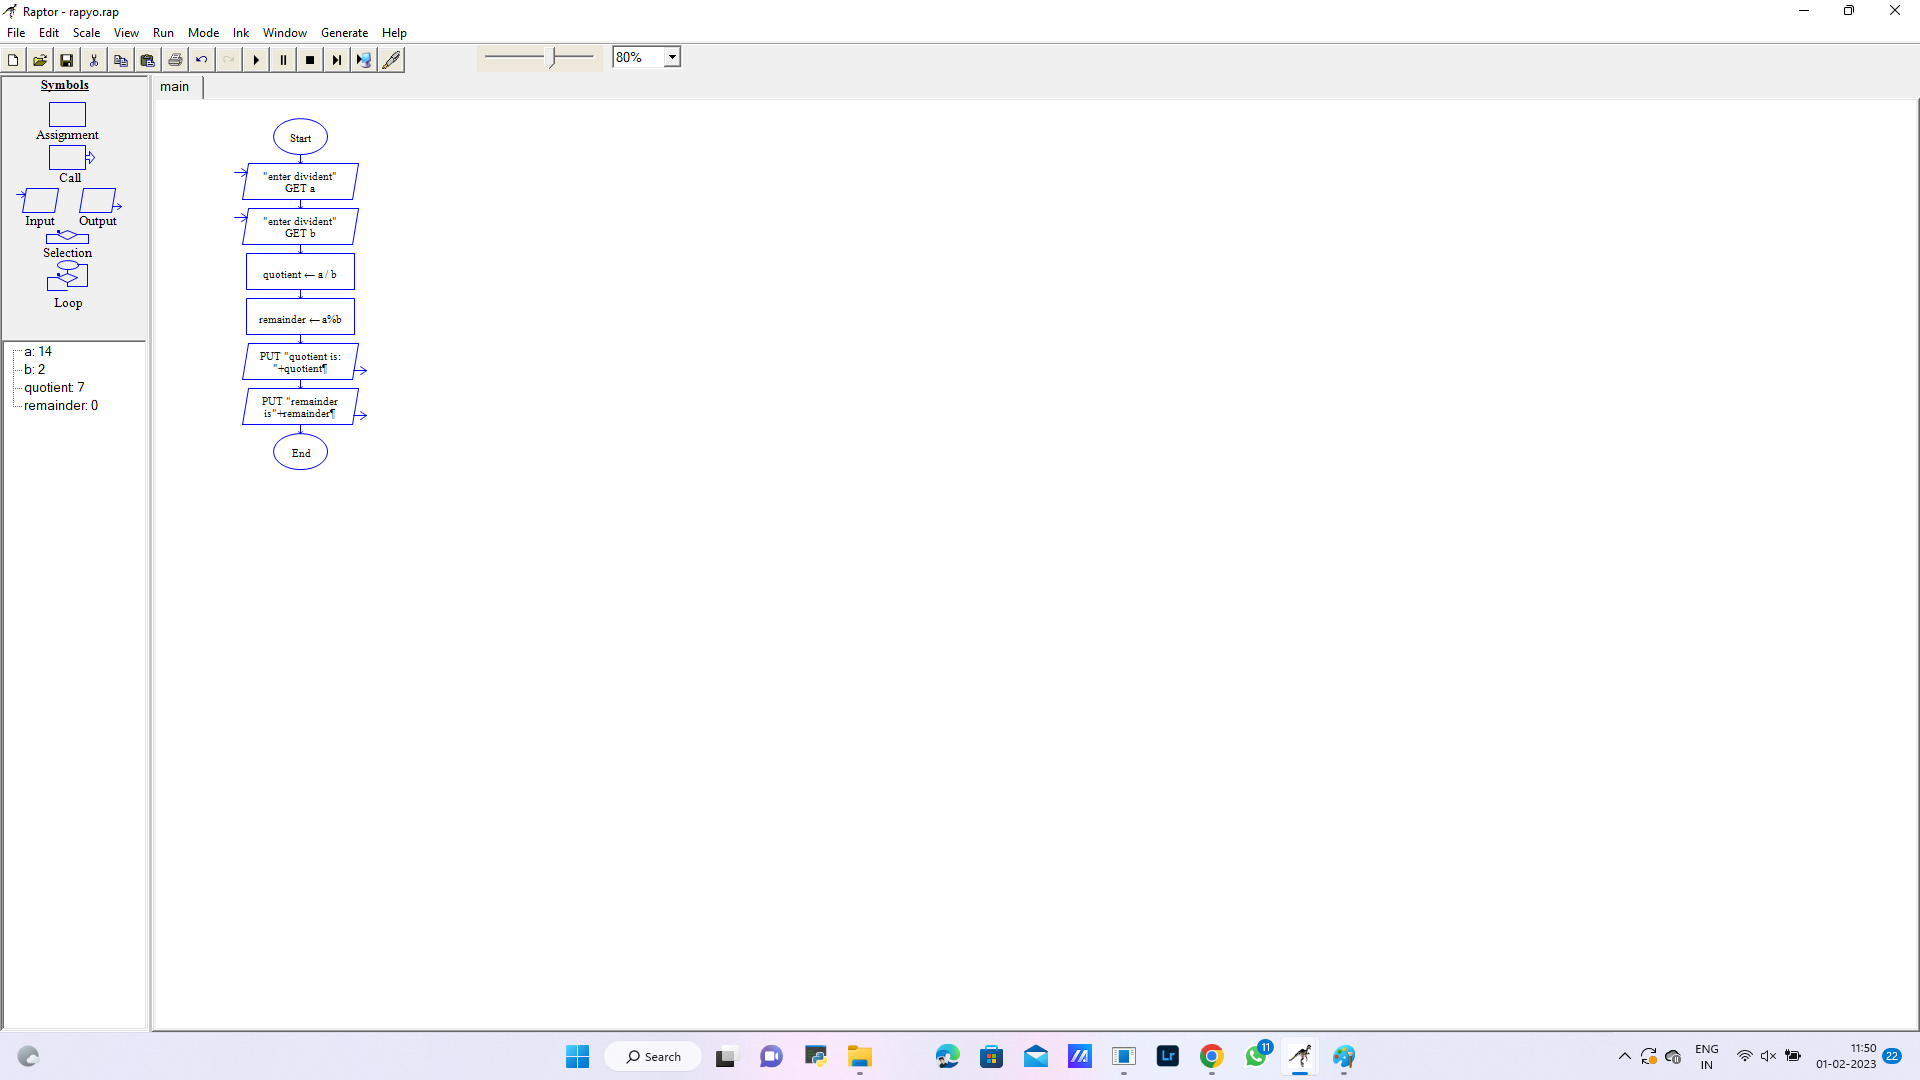 Raptor - rapyo.rap
File Edit Scale View Run Mode Ink Window Generate Help
80%
Symbols
Assignment
Call
Input Output
Selection
Loop
a: 14
b: 2
quotient: 7
remainder: 0
main
Start
"enter divident"
GET a
"enter divident"
GET b
quotient ← a / b
remainder ← a%b
PUT "quotient is:
"+quotient¶
PUT "remainder
is"+remainder¶
End
Search
Lr
11
ENG
IN
11:50
01-02-2023
22